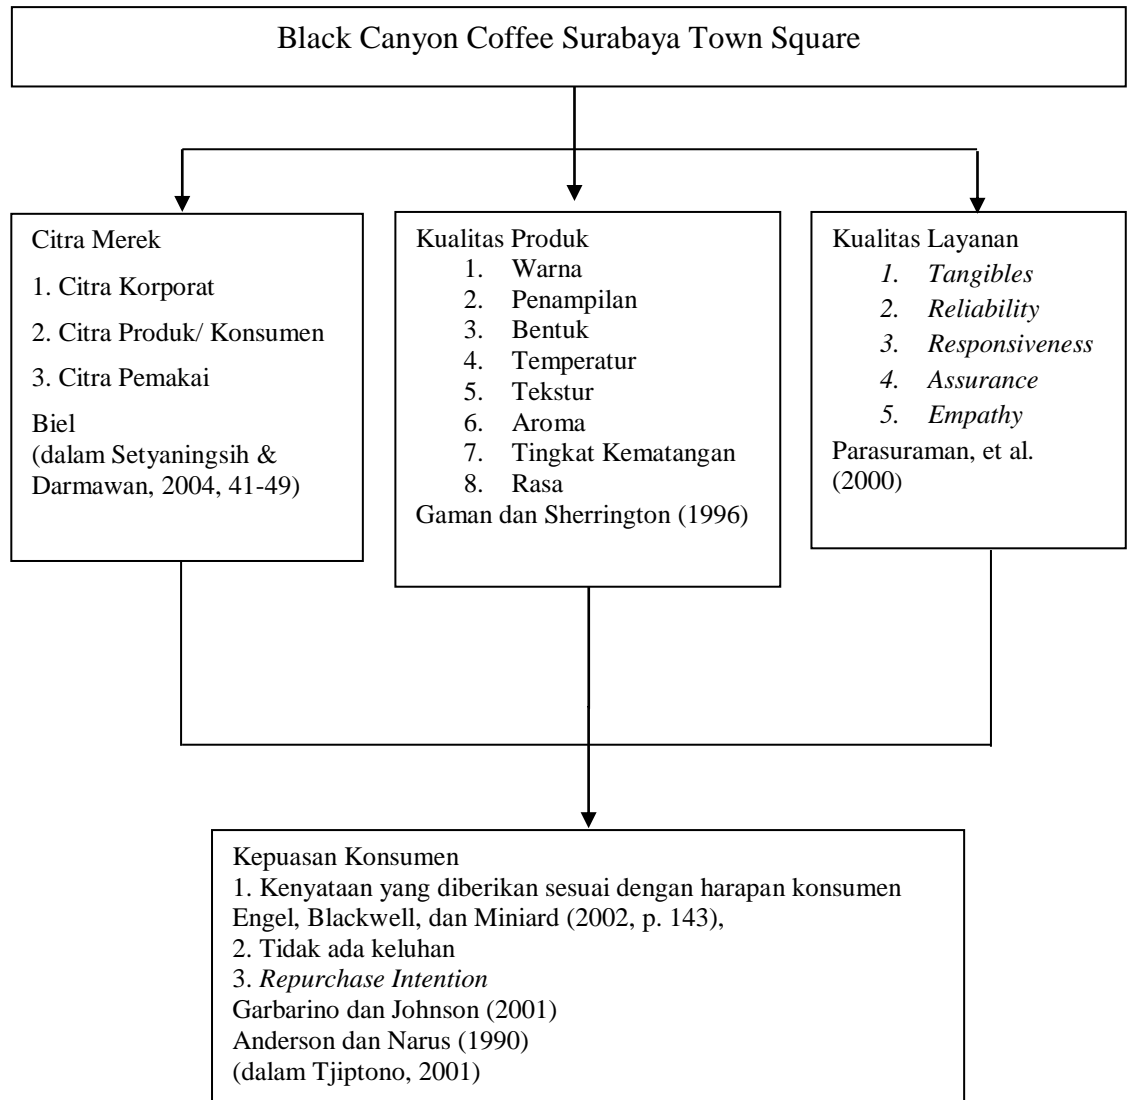 Black Canyon Coffee Surabaya Town Square
Citra Merek
1. Citra Korporat
2. Citra Produk/ Konsumen
3. Citra Pemakai
Biel
(dalam Setyaningsih &
Darmawan, 2004, 41-49)
Kualitas Produk
1. Warna
2. Penampilan
3. Bentuk
4. Temperatur
5. Tekstur
6. Aroma
7. Tingkat Kematangan
8. Rasa
Gaman dan Sherrington (1996)
Kualitas Layanan
1. Tangibles
2. Reliability
3. Responsiveness
4. Assurance
5. Empathy
Parasuraman, et al.
(2000)
Kepuasan Konsumen
1. Kenyataan yang diberikan sesuai dengan harapan konsumen
Engel, Blackwell, dan Miniard (2002, p. 143),
2. Tidak ada keluhan
3. Repurchase Intention
Garbarino dan Johnson (2001)
Anderson dan Narus (1990)
(dalam Tjiptono, 2001)